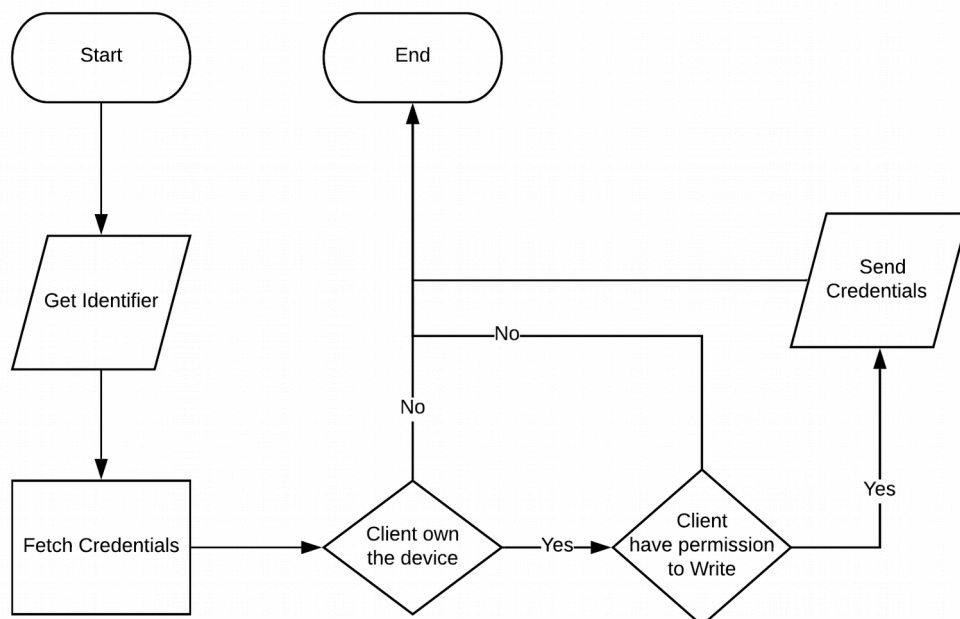 Start
End
Get Identifier
Send
Credentials
No
No
Yes
Fetch Credentials
Client own
the device
Yes
Client
have permission
to Write